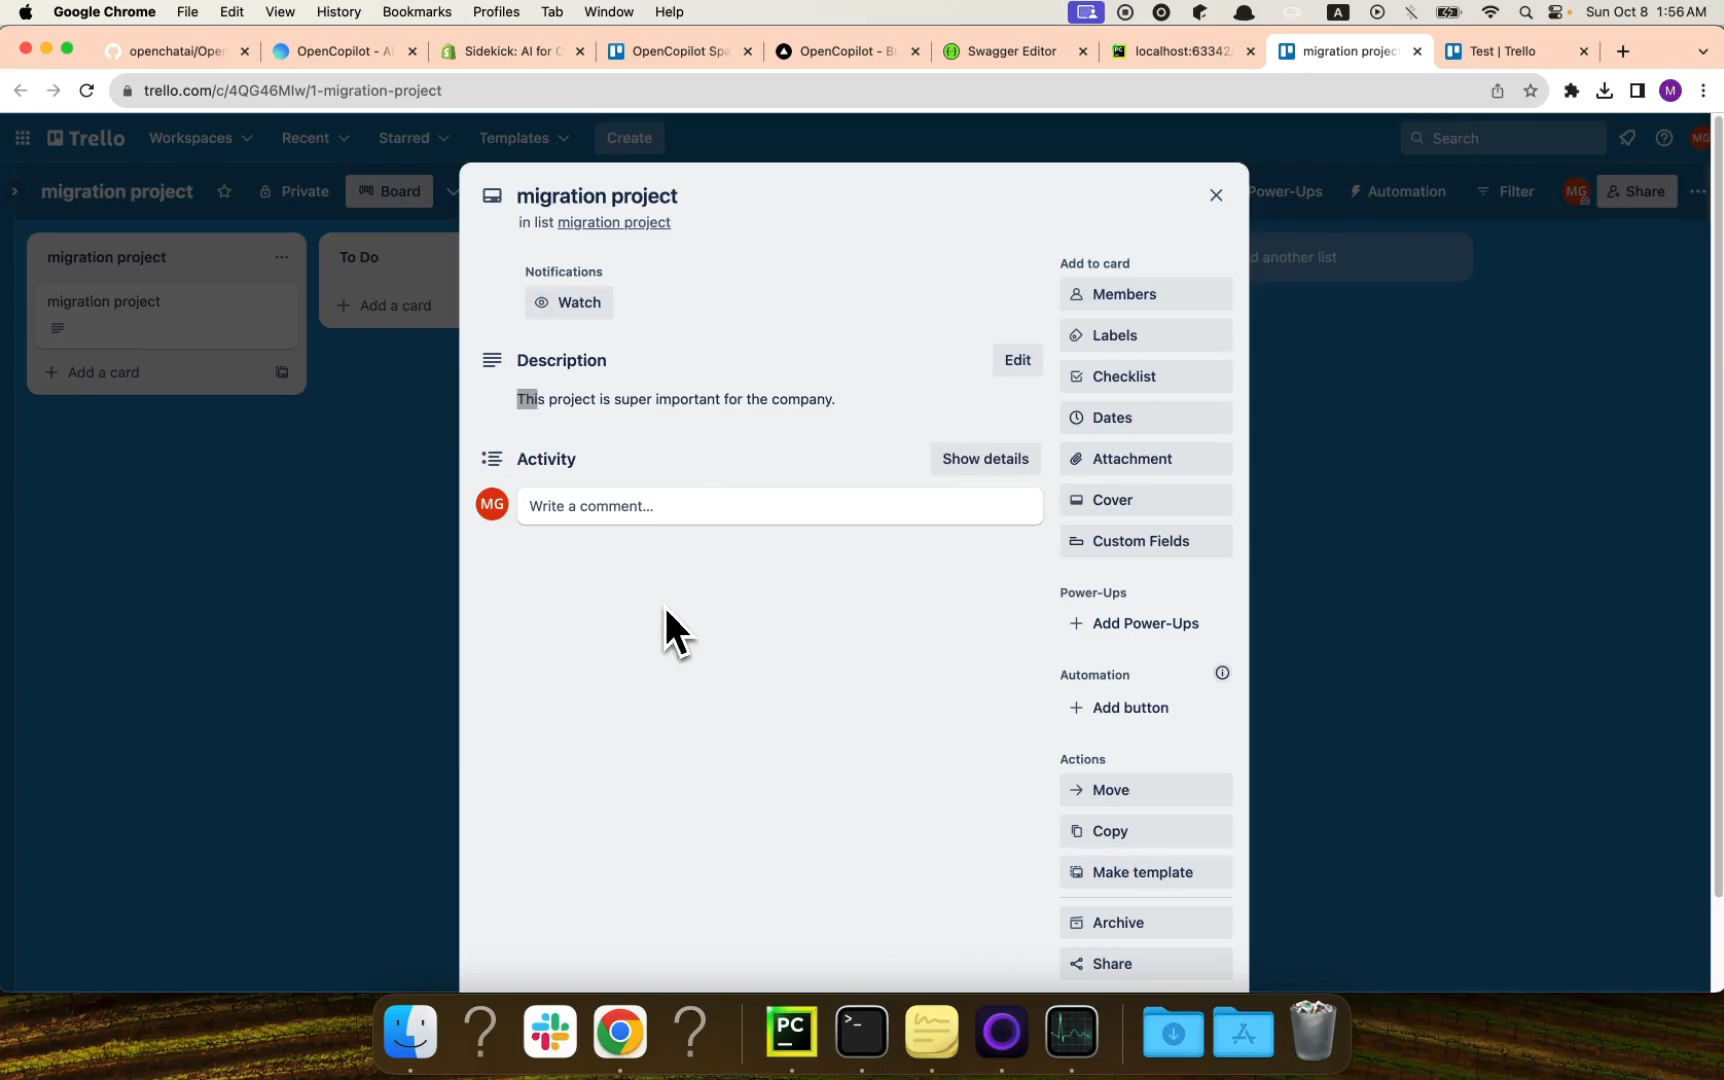 Google Chrome File Edit View History Bookmarks Profiles Tab Window Help A Sun Oct 8 1:56 AM
openchatai/Oper OpenCopilot - A Sidekick: AI for C OpenCopilot Spa OpenCopilot - Bu Swagger Editor PC localhost:63342 migration projec Test | Trello
trello.com/c/4QG46MIw/1-migration-project M
Trello Workspaces Recent Starred Templates Create Search MG
migration project Private Board Power-Ups Automation Filter MG Share
migration project
migration project
Add a card
To Do
Add a card
d another list
migration project
in list migration project
Notifications
Watch
Description Edit
This project is super important for the company.
Activity Show details
MG Write a comment...
Add to card
Members
Labels
Checklist
Dates
Attachment
Cover
Custom Fields
Power-Ups
Add Power-Ups
Automation
Add button
Actions
Move
Copy
Make template
Archive
Share
? ? PC